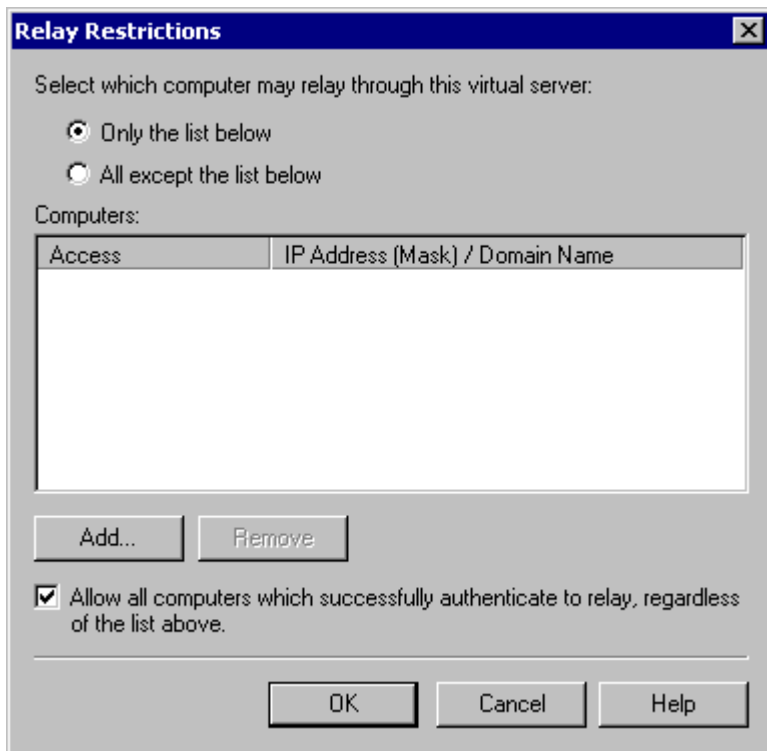 Relay Restrictions
Select which computer may relay through this virtual server:
Only the list below
All except the list below
Computers:
Access IP Address (Mask) / Domain Name
Add... Remove
Allow all computers which successfully authenticate to relay, regardless
of the list above.
OK Cancel Help